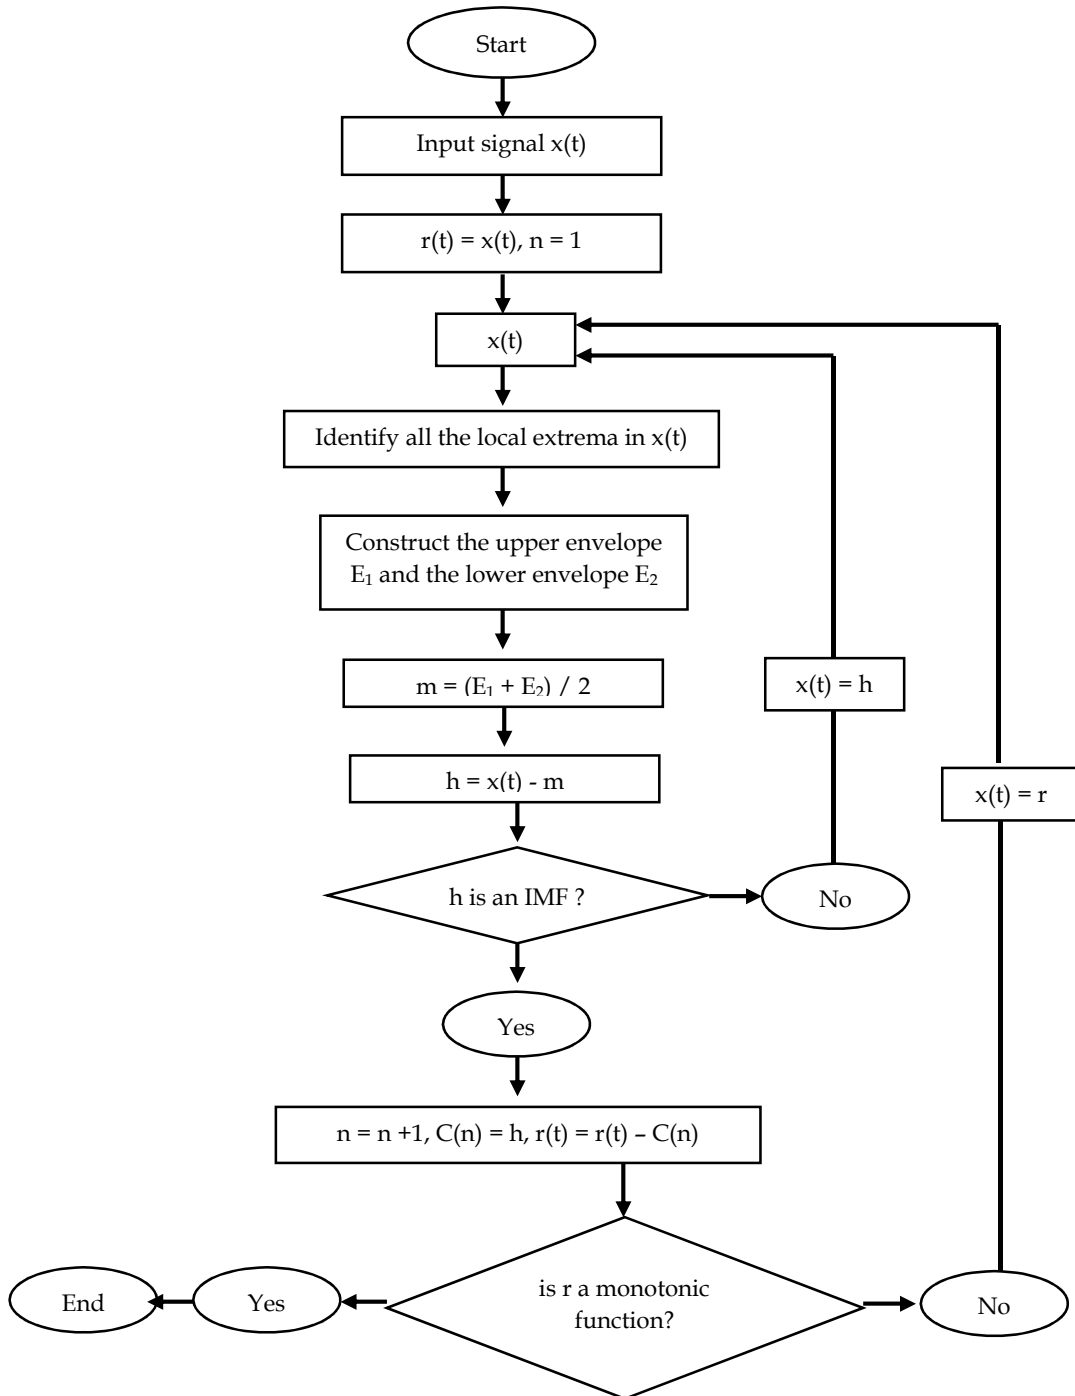 Start
Input signal x(t)
r(t) = x(t), n = 1
x(t)
Identify all the local extrema in x(t)
Construct the upper envelope
E₁ and the lower envelope E₂
m = (E₁ + E₂) / 2
x(t) = h
h = x(t) - m
x(t) = r
h is an IMF ?
No
Yes
n = n +1, C(n) = h, r(t) = r(t) – C(n)
is r a monotonic
function?
End
Yes
No